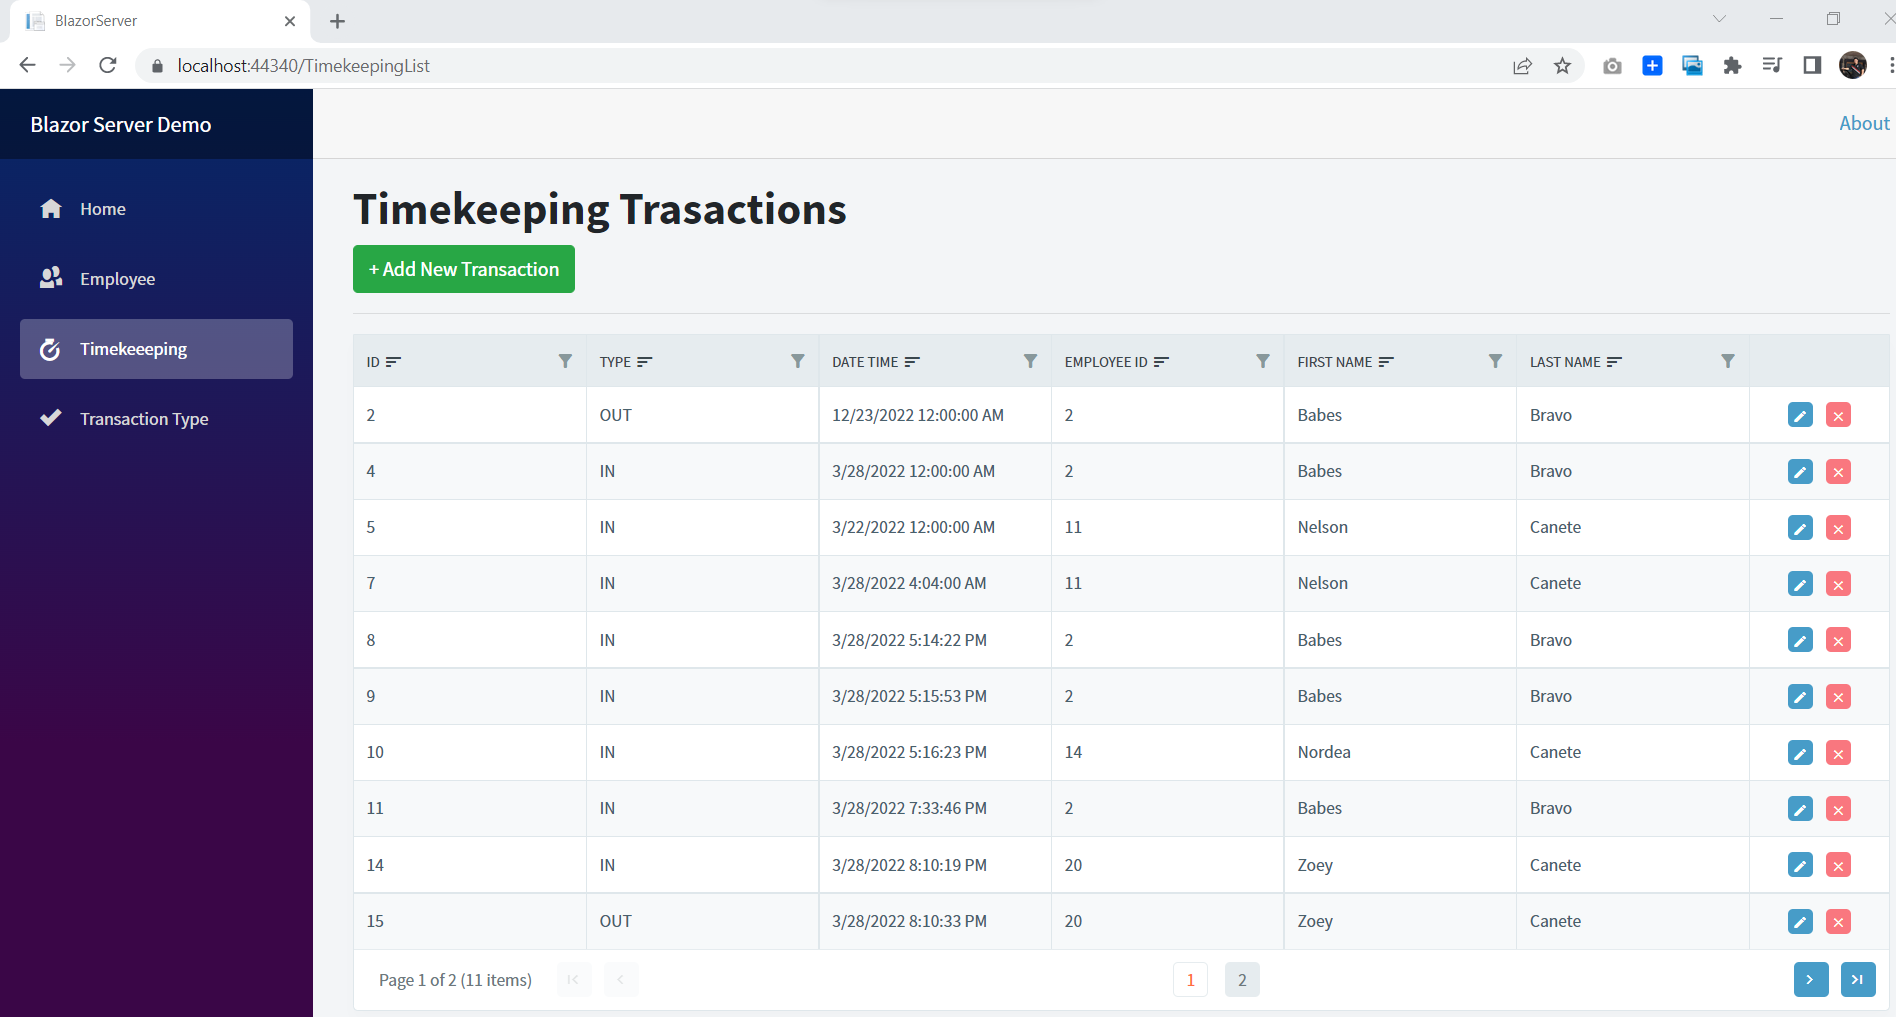 BlazorServer
localhost:44340/TimekeepingList
Blazor Server Demo
About
Home
Employee
Timekeeeping
Transaction Type
Timekeeping Trasactions
+ Add New Transaction
ID TYPE DATE TIME EMPLOYEE ID FIRST NAME LAST NAME
2 OUT 12/23/2022 12:00:00 AM 2 Babes Bravo
4 IN 3/28/2022 12:00:00 AM 2 Babes Bravo
5 IN 3/22/2022 12:00:00 AM 11 Nelson Canete
7 IN 3/28/2022 4:04:00 AM 11 Nelson Canete
8 IN 3/28/2022 5:14:22 PM 2 Babes Bravo
9 IN 3/28/2022 5:15:53 PM 2 Babes Bravo
10 IN 3/28/2022 5:16:23 PM 14 Nordea Canete
11 IN 3/28/2022 7:33:46 PM 2 Babes Bravo
14 IN 3/28/2022 8:10:19 PM 20 Zoey Canete
15 OUT 3/28/2022 8:10:33 PM 20 Zoey Canete
Page 1 of 2 (11 items) 1 2